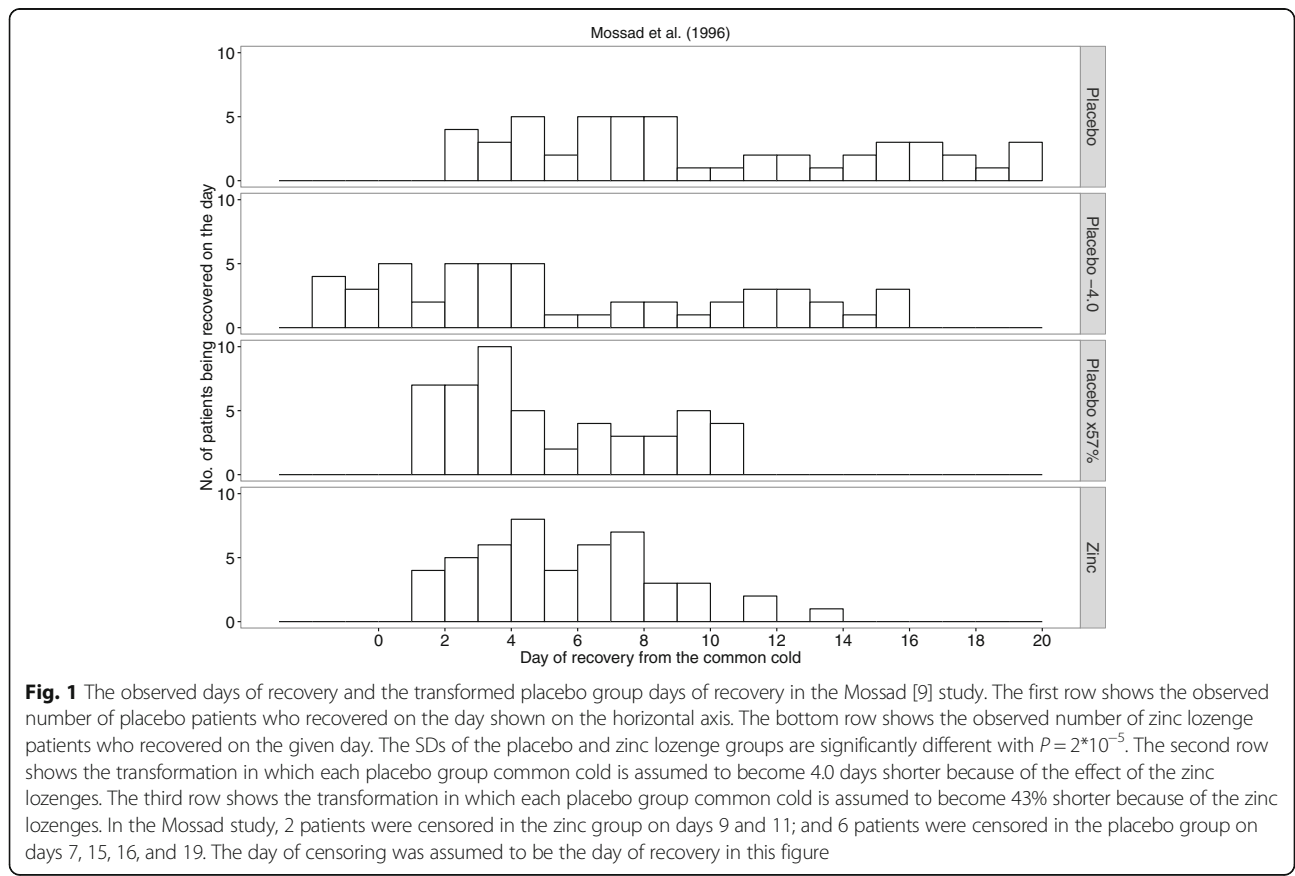 Mossad et al. (1996)
No. of patients being recovered on the day
10
5
0
Placebo
10
5
0
Placebo −4.0
10
5
0
Placebo x57%
10
5
0
Zinc
0 2 4 6 8 10 12 14 16 18 20
Day of recovery from the common cold
Fig. 1 The observed days of recovery and the transformed placebo group days of recovery in the Mossad [9] study. The first row shows the observed
number of placebo patients who recovered on the day shown on the horizontal axis. The bottom row shows the observed number of zinc lozenge
patients who recovered on the given day. The SDs of the placebo and zinc lozenge groups are significantly different with P = 2*10⁻⁵. The second row
shows the transformation in which each placebo group common cold is assumed to become 4.0 days shorter because of the effect of the zinc
lozenges. The third row shows the transformation in which each placebo group common cold is assumed to become 43% shorter because of the zinc
lozenges. In the Mossad study, 2 patients were censored in the zinc group on days 9 and 11; and 6 patients were censored in the placebo group on
days 7, 15, 16, and 19. The day of censoring was assumed to be the day of recovery in this figure